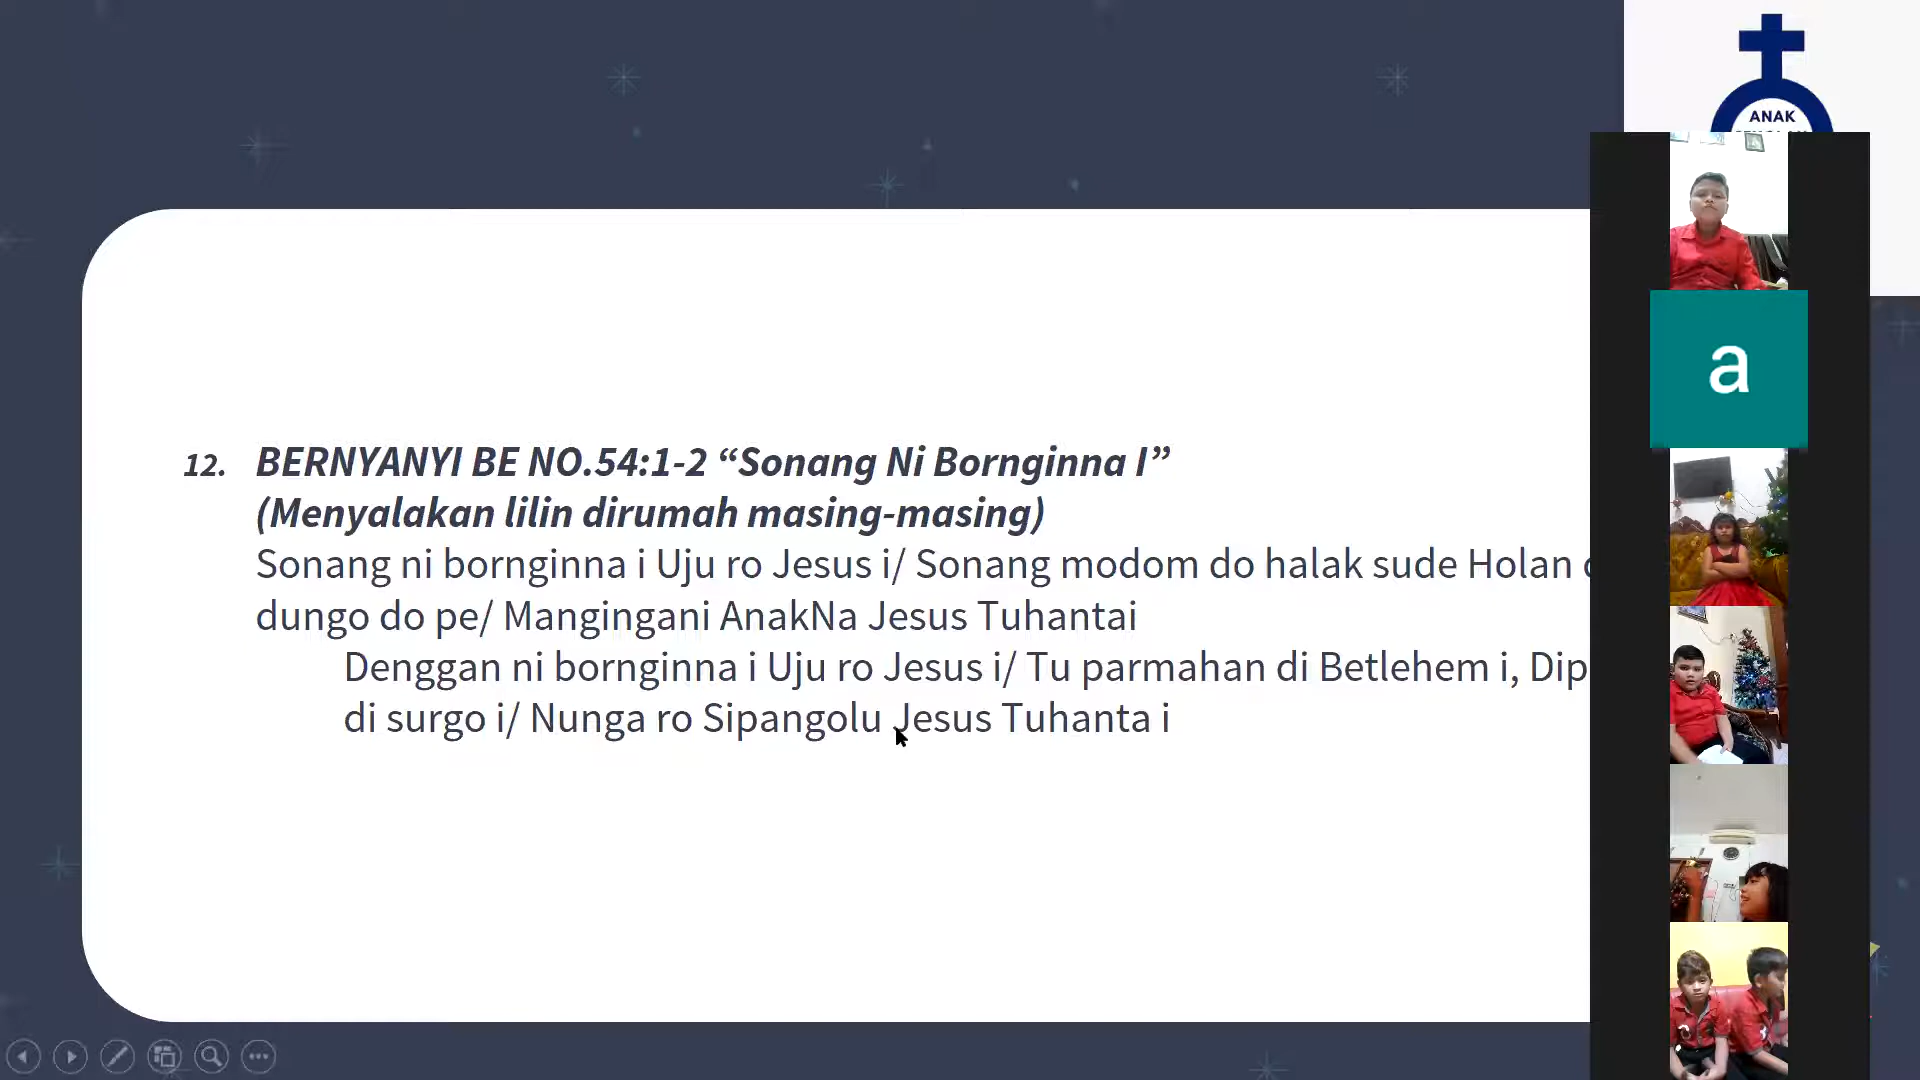 ANAK
12. BERNYANYI BE NO.54:1-2 “Sonang Ni Bornginna I”
(Menyalakan lilin dirumah masing-masing)
Sonang ni bornginna i Uju ro Jesus i/ Sonang modom do halak sude Holan
dungo do pe/ Mangingani AnakNa Jesus Tuhantai
Denggan ni bornginna i Uju ro Jesus i/ Tu parmahan di Betlehem i,
di surgo i/ Nunga ro Sipangolu Jesus Tuhanta i
a